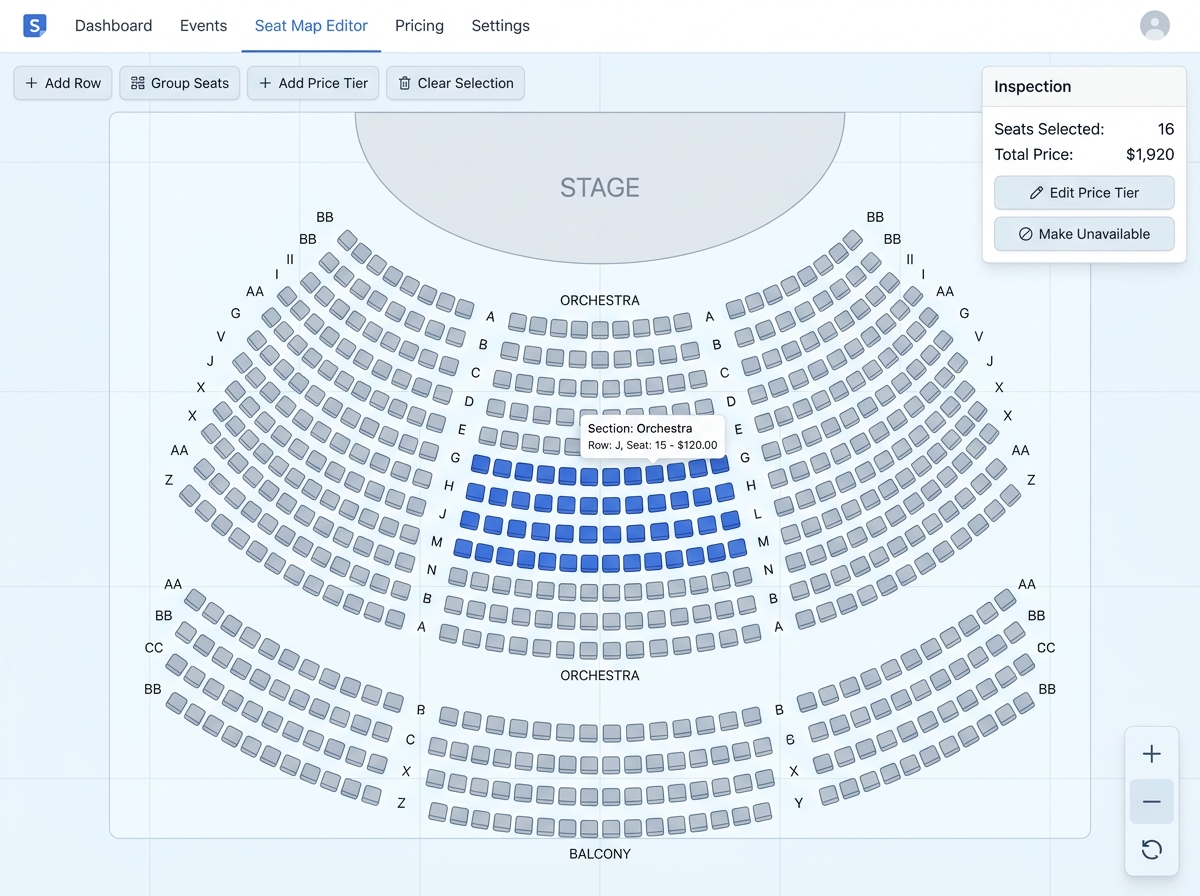 S Dashboard Events Seat Map Editor Pricing Settings
+ Add Row Group Seats + Add Price Tier Clear Selection
Inspection
Seats Selected: 16
Total Price: $1,920
Edit Price Tier
Make Unavailable
STAGE
BB BB
BB BB
II II
I I
AA AA
G G
V V
J J
X X
X X
AA AA
Z Z
ORCHESTRA
A A
B B
C C
D D
E E
Section: Orchestra
Row: J, Seat: 15 - $120.00
G G
H H
J L
M M
N N
B B
A A
ORCHESTRA
AA AA
BB BB
CC CC
BB BB
B B
C B
X X
Z Y
BALCONY